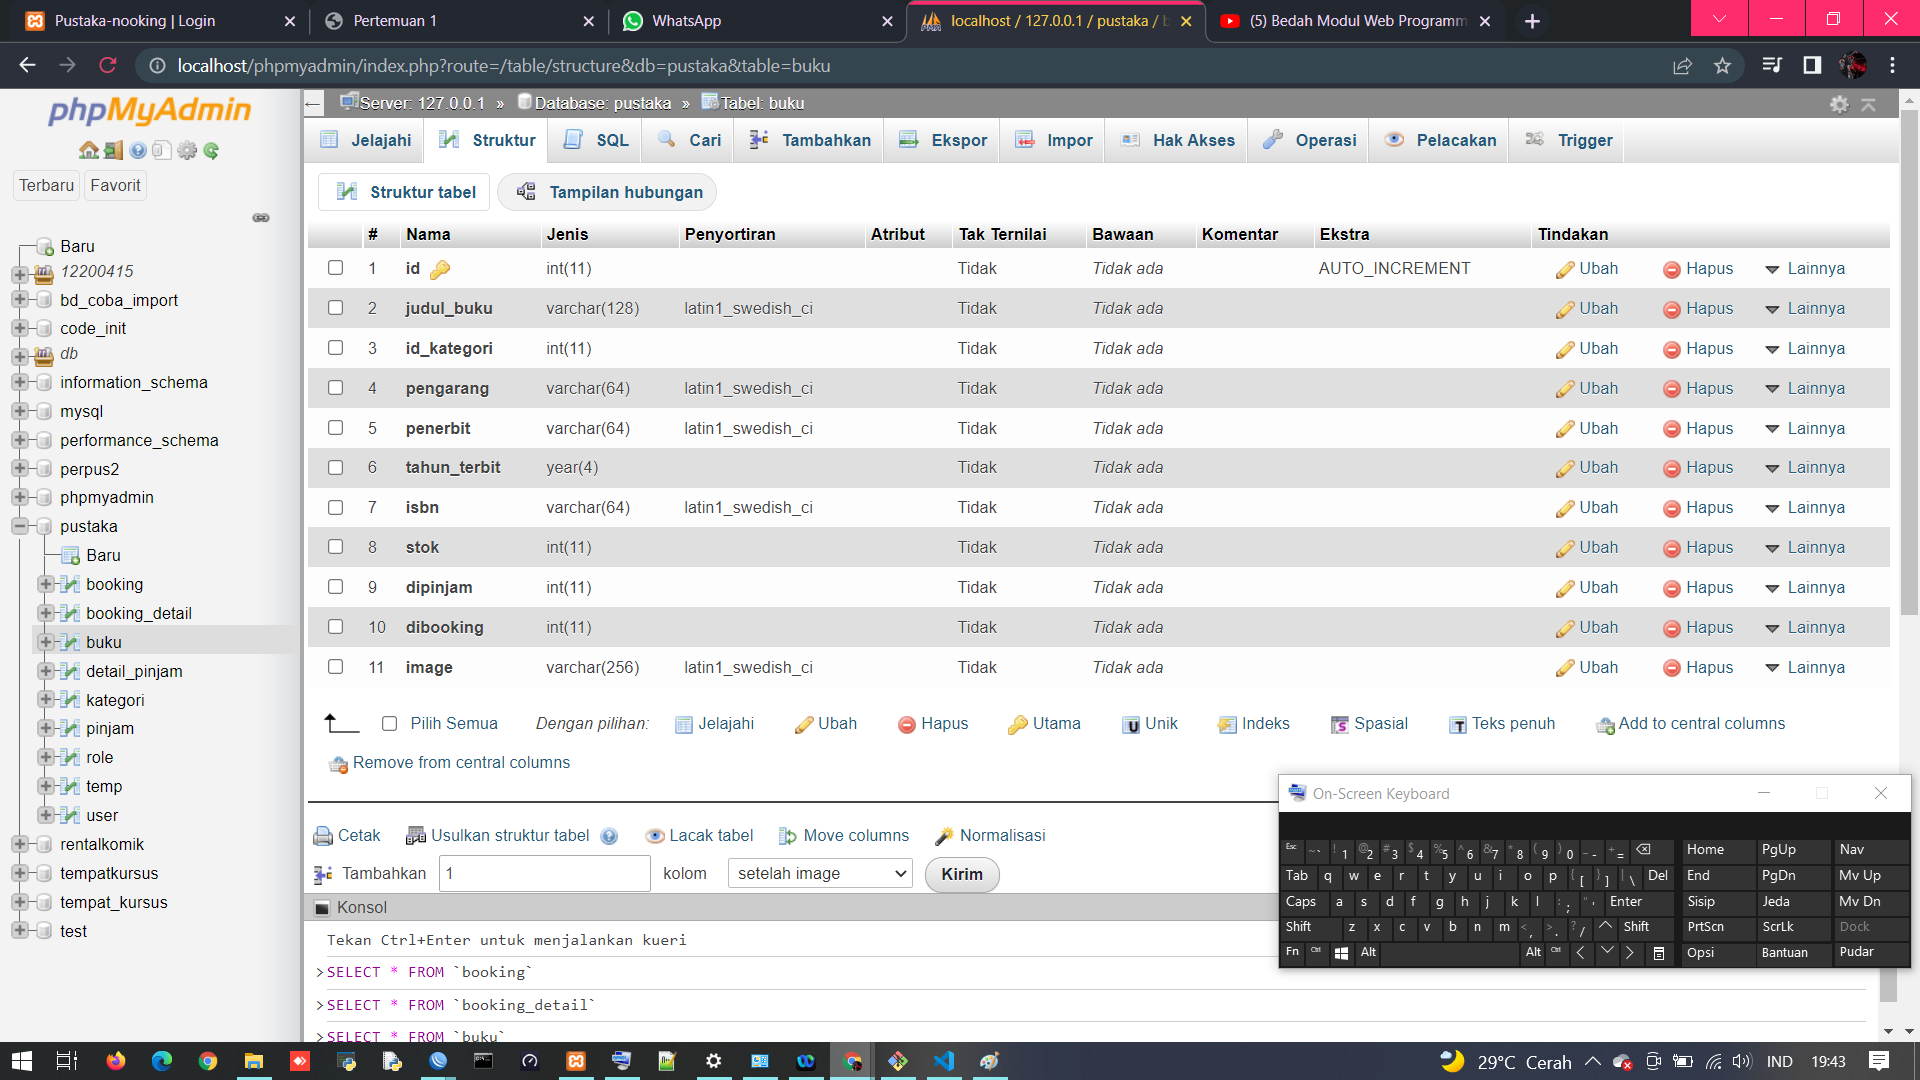 Pustaka-nooking | Login
Pertemuan 1
WhatsApp
localhost / 127.0.0.1 / pustaka / b
(5) Bedah Modul Web Programm
localhost/phpmyadmin/index.php?route=/table/structure&db=pustaka&table=buku
phpMyAdmin
Terbaru
Favorit
Baru
12200415
bd_coba_import
code_init
db
information_schema
mysql
performance_schema
perpus2
phpmyadmin
pustaka
Baru
booking
booking_detail
buku
detail_pinjam
kategori
pinjam
role
temp
user
rentalkomik
tempatkursus
tempat_kursus
test
Server: 127.0.0.1 » Database: pustaka » Tabel: buku
Jelajahi Struktur SQL Cari Tambahkan Ekspor Impor Hak Akses Operasi Pelacakan Trigger
Struktur tabel Tampilan hubungan
# Nama Jenis Penyortiran Atribut Tak Ternilai Bawaan Komentar Ekstra Tindakan
1 id int(11) Tidak Tidak ada AUTO_INCREMENT Ubah Hapus Lainnya
2 judul_buku varchar(128) latin1_swedish_ci Tidak Tidak ada Ubah Hapus Lainnya
3 id_kategori int(11) Tidak Tidak ada Ubah Hapus Lainnya
4 pengarang varchar(64) latin1_swedish_ci Tidak Tidak ada Ubah Hapus Lainnya
5 penerbit varchar(64) latin1_swedish_ci Tidak Tidak ada Ubah Hapus Lainnya
6 tahun_terbit year(4) Tidak Tidak ada Ubah Hapus Lainnya
7 isbn varchar(64) latin1_swedish_ci Tidak Tidak ada Ubah Hapus Lainnya
8 stok int(11) Tidak Tidak ada Ubah Hapus Lainnya
9 dipinjam int(11) Tidak Tidak ada Ubah Hapus Lainnya
10 dibooking int(11) Tidak Tidak ada Ubah Hapus Lainnya
11 image varchar(256) latin1_swedish_ci Tidak Tidak ada Ubah Hapus Lainnya
Pilih Semua Dengan pilihan: Jelajahi Ubah Hapus Utama Unik Indeks Spasial Teks penuh Add to central columns
Remove from central columns
Cetak Usulkan struktur tabel Lacak tabel Move columns Normalisasi
Tambahkan 1 kolom setelah image Kirim
Konsol
Tekan Ctrl+Enter untuk menjalankan kueri
>SELECT * FROM `booking`
>SELECT * FROM `booking_detail`
>SELECT * FROM `buku`
On-Screen Keyboard
Esc ~ ` ! 1 @ 2 # 3 $ 4 % 5 ^ 6 & 7 * 8 ( 9 ) 0 _ - + = Home PgUp Nav
Tab q w e r t y u i o p { [ } ] | \ Del End PgDn Mv Up
Caps a s d f g h j k l : ; " ' Enter Sisip Jeda Mv Dn
Shift z x c v b n m < , > . ? / Shift PrtScn ScrLk Dock
Fn Ctrl Alt Alt Ctrl Opsi Bantuan Pudar
29°C Cerah IND 19:43